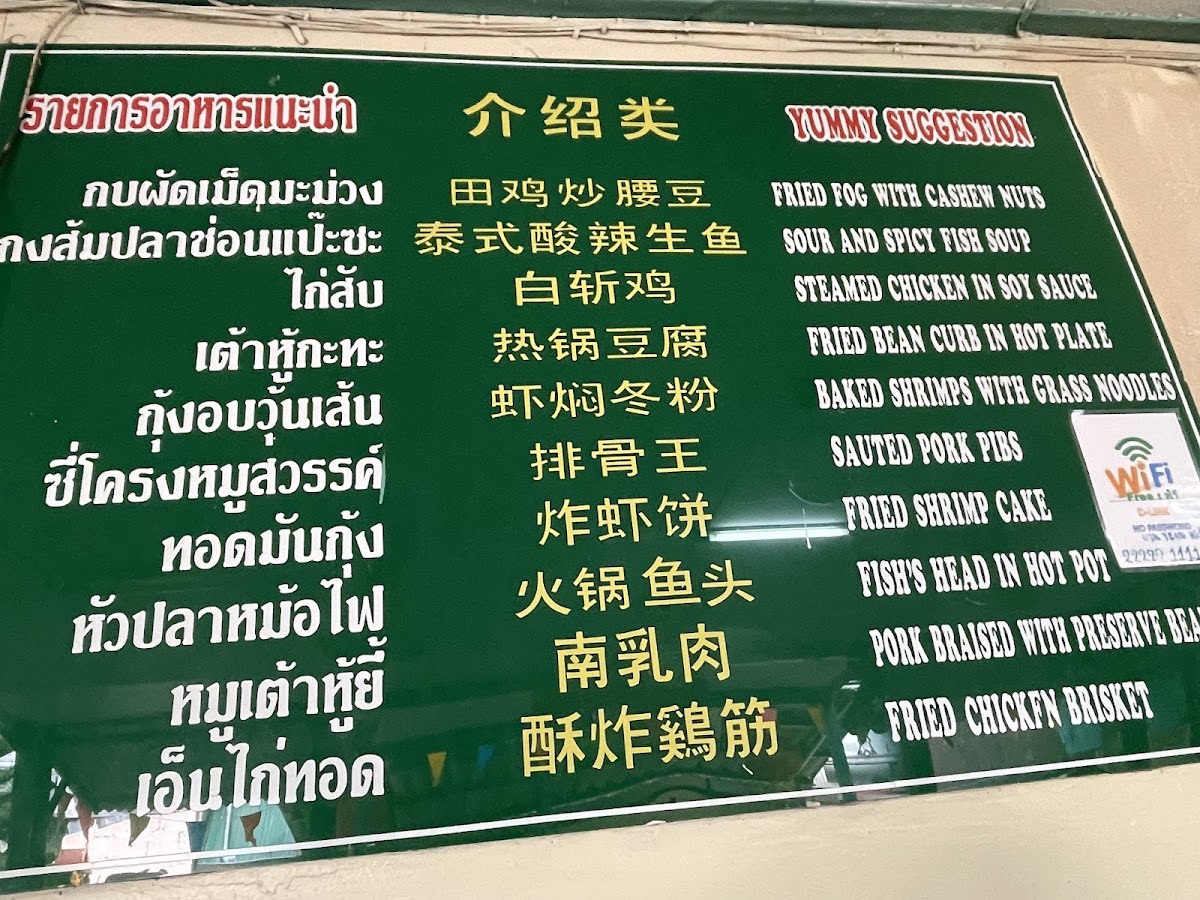 รายการอาหารแนะนำ 介绍类 YUMMY SUGGESTION
กบผัดเม็ดมะม่วง 田鸡炒腰豆 FRIED FOG WITH CASHEW NUTS
กงส้มปลาช่อนแป๊ะซะ 泰式酸辣生鱼 SOUR AND SPICY FISH SOUP
ไก่สับ 白斩鸡 STEAMED CHICKEN IN SOY SAUCE
เต้าหู้กะทะ 热锅豆腐 FRIED BEAN CURB IN HOT PLATE
กุ้งอบวุ้นเส้น 虾焖冬粉 BAKED SHRIMPS WITH GRASS NOODLES
ซี่โครงหมูสวรรค์ 排骨王 SAUTED PORK PIBS
ทอดมันกุ้ง 炸虾饼 FRIED SHRIMP CAKE
หัวปลาหม้อไฟ 火锅鱼头 FISH'S HEAD IN HOT POT
หมูเต้าหู้ยี้ 南乳肉 PORK BRAISED WITH PRESERVE BEA
เอ็นไก่ทอด 酥炸鷄筋 FRIED CHICKFN BRISKET
WiFi
D-LINK
NO PASSWORD
22222 1111